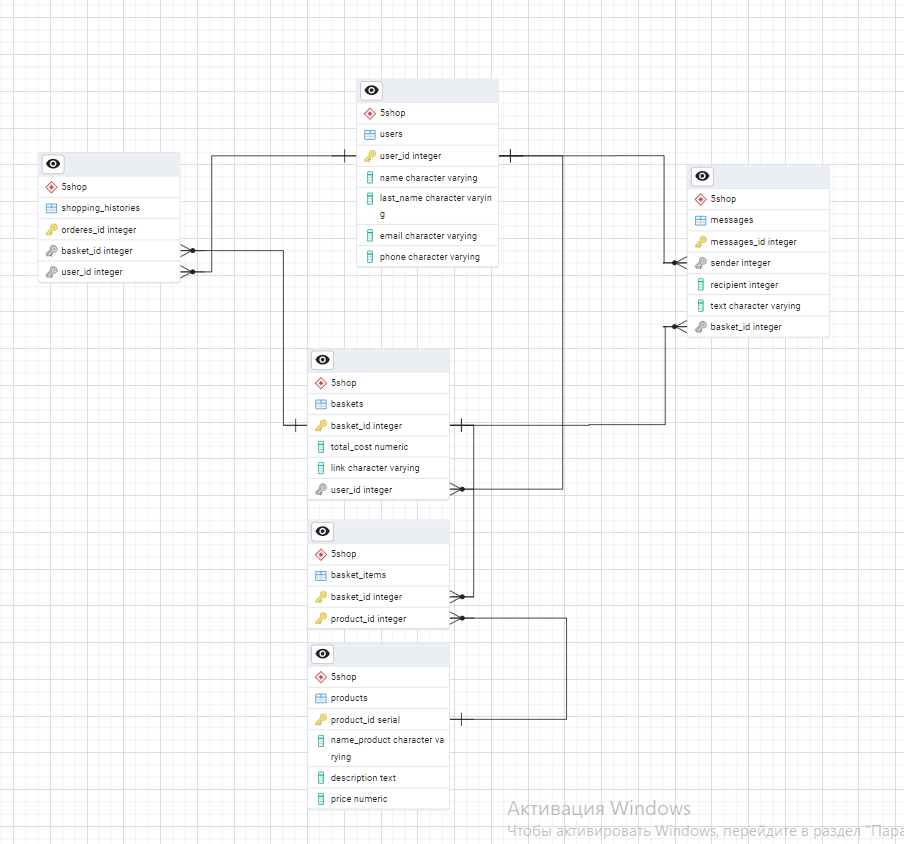 5shop
users
user_id integer
name character varying
last_name character varyin
g
email character varying
phone character varying
5shop
shopping_histories
orderes_id integer
basket_id integer
user_id integer
5shop
messages
messages_id integer
sender integer
recipient integer
text character varying
basket_id integer
5shop
baskets
basket_id integer
total_cost numeric
link character varying
user_id integer
5shop
basket_items
basket_id integer
product_id integer
5shop
products
product_id serial
name_product character va
rying
description text
price numeric
Активация Windows
Чтобы активировать Windows, перейдите в раздел "Пара